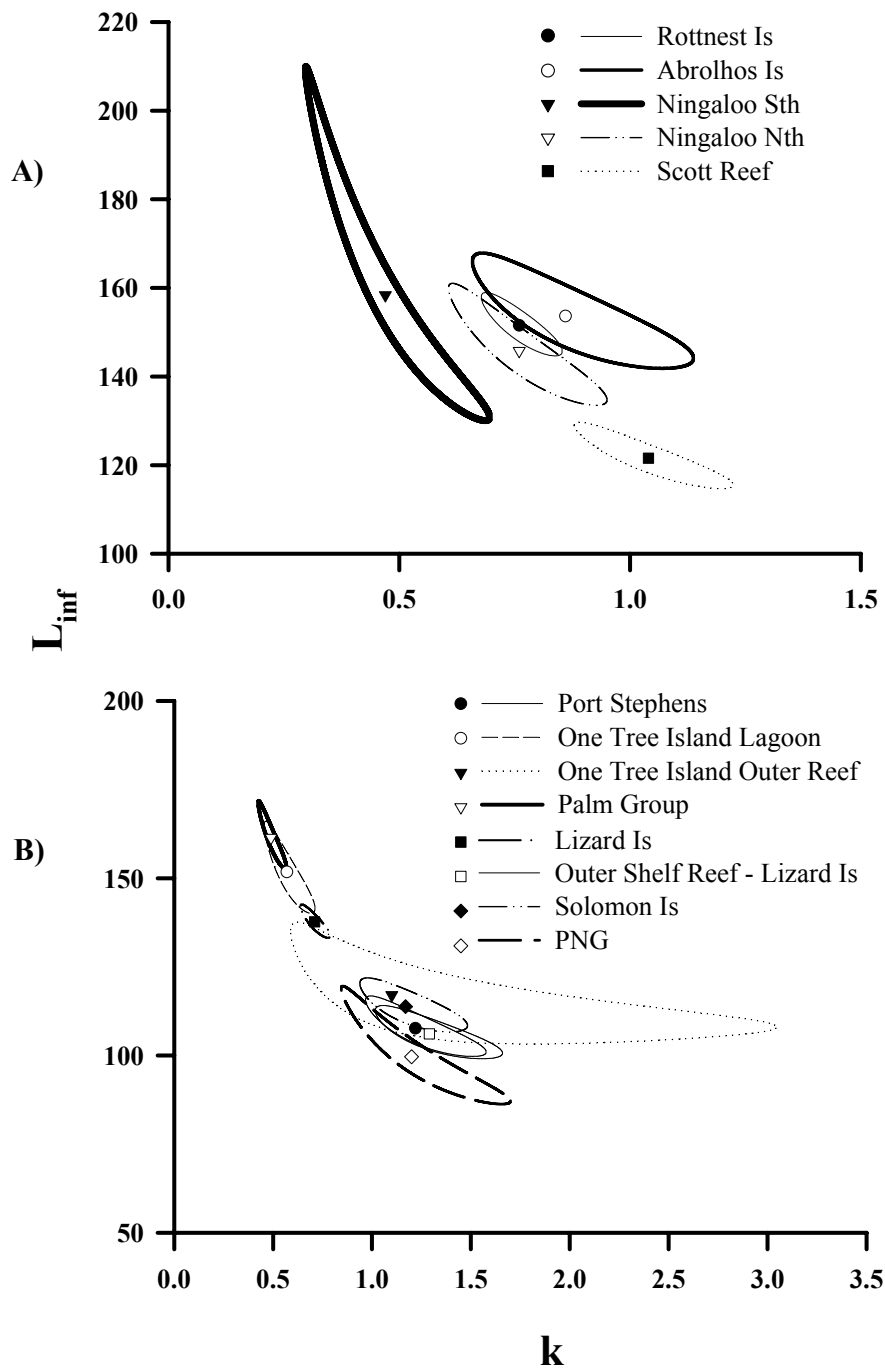 A)
220
200
180
160
140
120
100
0.0 0.5 1.0 1.5
Rottnest Is
Abrolhos Is
Ningaloo Sth
Ningaloo Nth
Scott Reef
Linf
B)
200
150
100
50
0.0 0.5 1.0 1.5 2.0 2.5 3.0 3.5
Port Stephens
One Tree Island Lagoon
One Tree Island Outer Reef
Palm Group
Lizard Is
Outer Shelf Reef - Lizard Is
Solomon Is
PNG
k